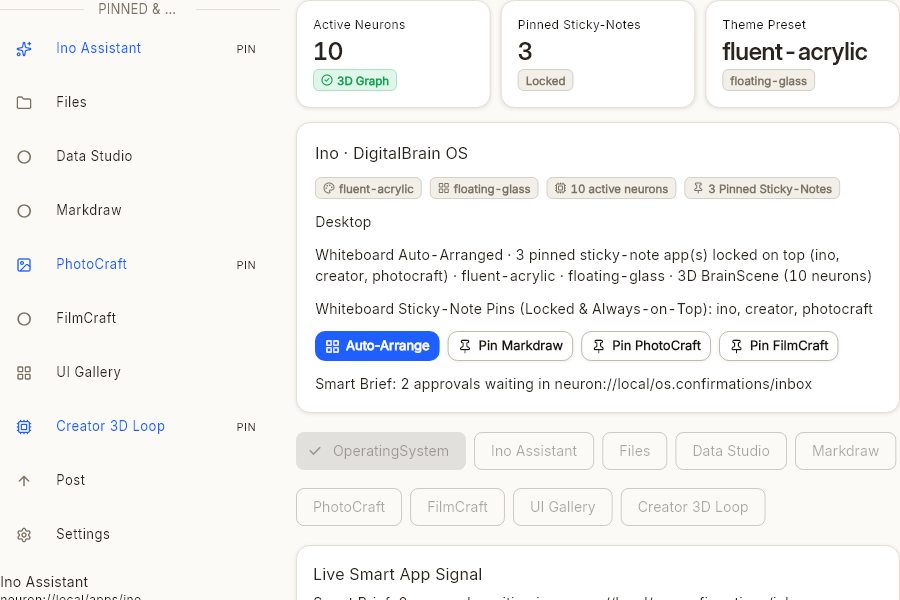 PINNED & ...
Ino Assistant PIN
Files
Data Studio
Markdraw
PhotoCraft PIN
FilmCraft
UI Gallery
Creator 3D Loop PIN
Post
Settings
Ino Assistant
neuron://local/apps/ino
Active Neurons
10
3D Graph
Pinned Sticky-Notes
3
Locked
Theme Preset
fluent-acrylic
floating-glass
Ino · DigitalBrain OS
fluent-acrylic floating-glass 10 active neurons 3 Pinned Sticky-Notes
Desktop
Whiteboard Auto-Arranged · 3 pinned sticky-note app(s) locked on top (ino,
creator, photocraft) · fluent-acrylic · floating-glass · 3D BrainScene (10 neurons)
Whiteboard Sticky-Note Pins (Locked & Always-on-Top): ino, creator, photocraft
Auto-Arrange Pin Markdraw Pin PhotoCraft Pin FilmCraft
Smart Brief: 2 approvals waiting in neuron://local/os.confirmations/inbox
OperatingSystem Ino Assistant Files Data Studio Markdraw
PhotoCraft FilmCraft UI Gallery Creator 3D Loop
Live Smart App Signal